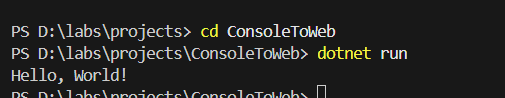 PS D:\labs\projects> cd ConsoleToWeb
PS D:\labs\projects\ConsoleToWeb> dotnet run
Hello, World!
PS D:\labs\projects\ConsoleToWeb>